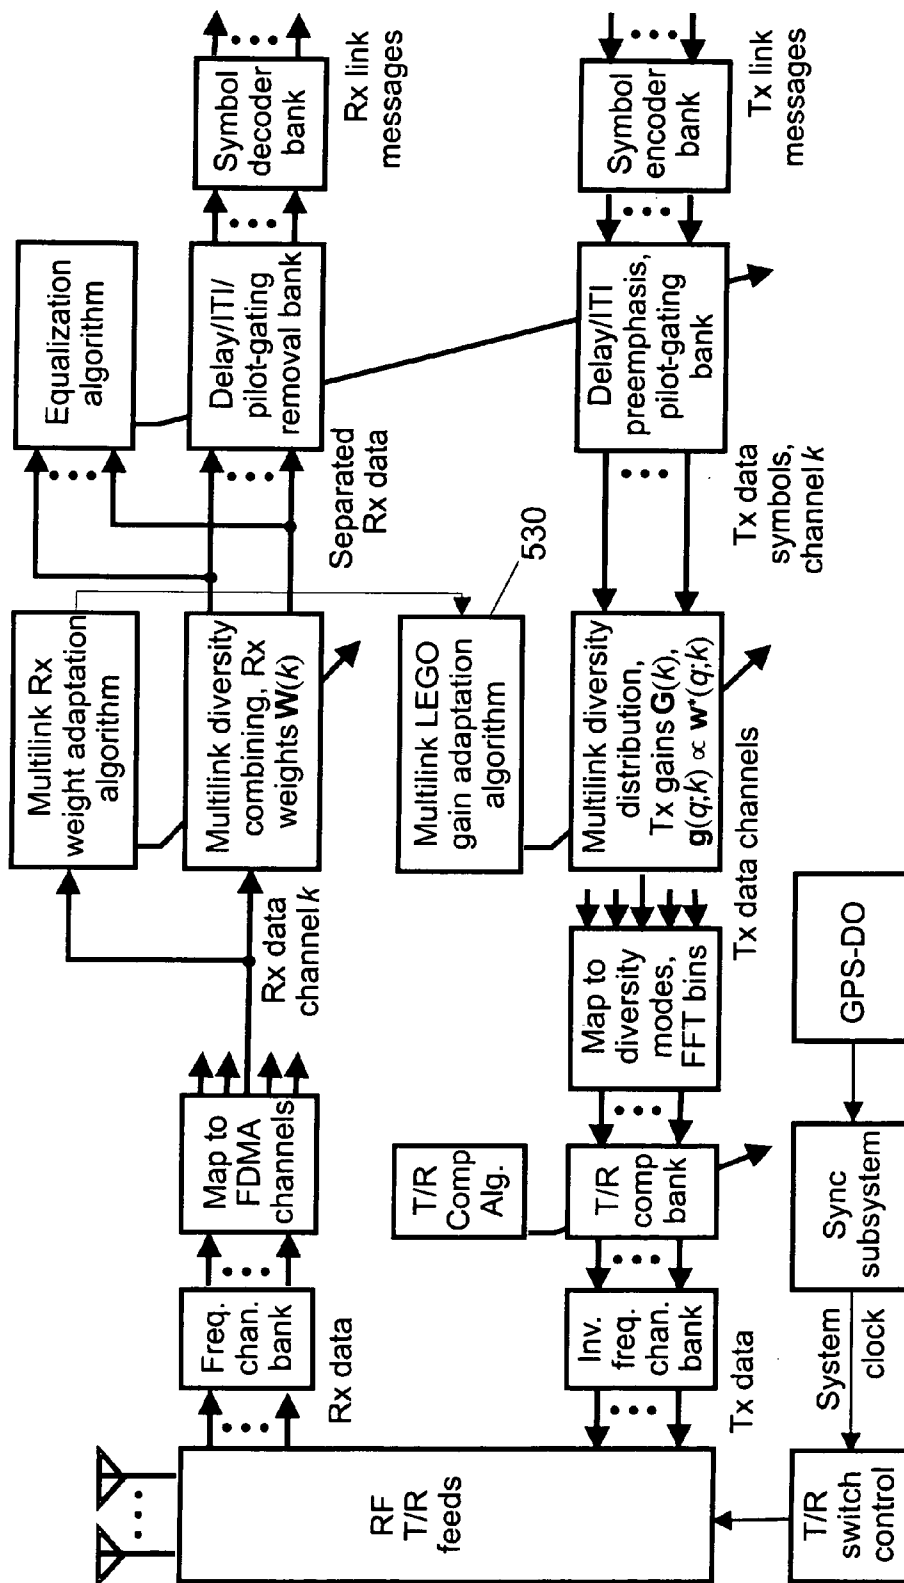 RF
T/R
feeds
Rx data
Freq.
chan.
bank
Map to
FDMA
channels
Rx data
channel k
Multilink Rx
weight adaptation
algorithm
Multilink diversity
combining, Rx
weights W(k)
Separated
Rx data
Equalization
algorithm
Delay/ITI/
pilot-gating
removal bank
Symbol
decoder
bank
Rx link
messages
Tx data
Inv.
freq.
chan.
bank
T/R
Comp
Alg.
T/R
comp
bank
Map to
diversity
modes,
FFT bins
Tx data channels
Multilink LEGO
gain adaptation
algorithm
530
Multilink diversity
distribution,
Tx gains G(k),
g(q;k) ∝ w*(q;k)
Tx data
symbols,
channel k
Delay/ITI
preemphasis,
pilot-gating
bank
Symbol
encoder
bank
Tx link
messages
T/R
switch
control
System
clock
Sync
subsystem
GPS-DO